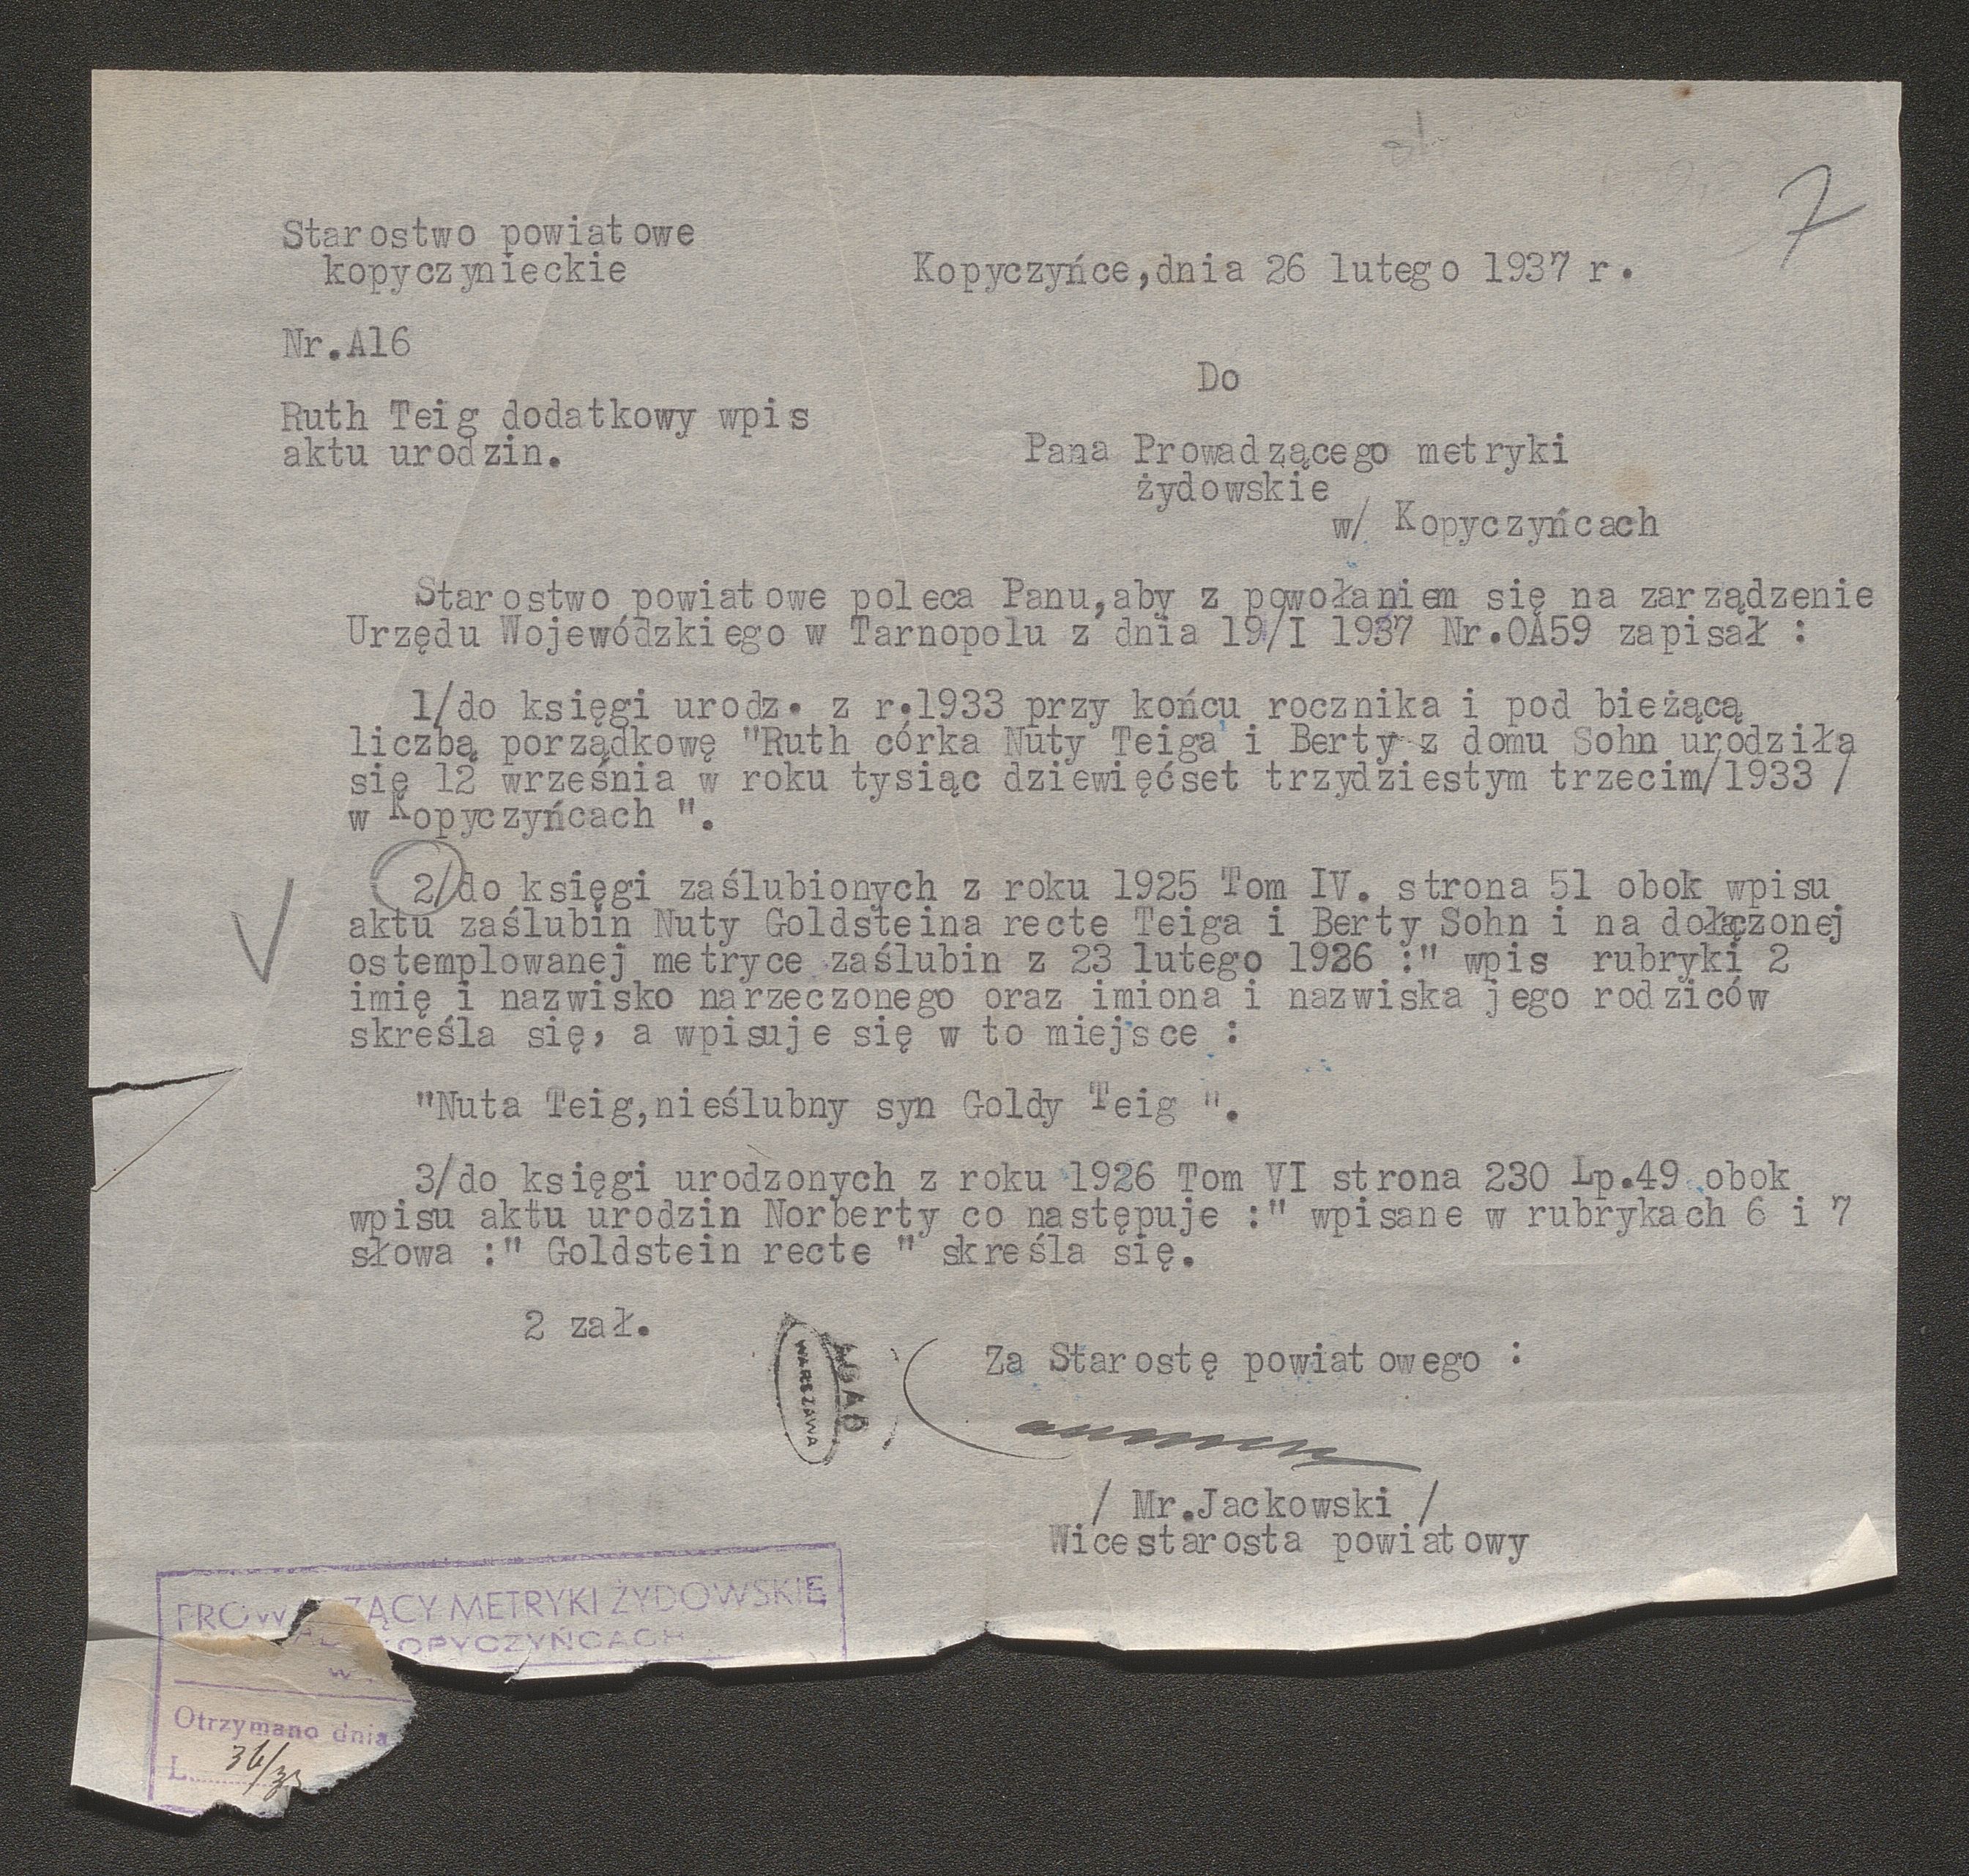 7
Starostwo powiatowe
kopyczynieckie
Kopyczyńce,dnia 26 lutego 1937 r.
Nr.A16
Do
Ruth Teig dodatkowy wpis
aktu urodzin.
Pana Prowadzącego metryki
żydowskie
w/ Kopyczyńcach
Starostwo powiatowe poleca Panu,aby z powołaniem się na zarządzenie
Urzędu Wojewódzkiego w Tarnopolu z dnia 19/I 1937 Nr.OA59 zapisał :
1/do księgi urodz. z r.1933 przy końcu rocznika i pod bieżącą
liczbą porządkowę "Ruth córka Nuty Teiga i Berty z domu Sohn urodziła
się 12 września w roku tysiąc dziewięćset trzydziestym trzecim/1933 /
w Kopyczyńcach ".
2/do księgi zaślubionych z roku 1925 Tom IV. strona 51 obok wpisu
aktu zaślubin Nuty Goldsteina recte Teiga i Berty Sohn i na dołączonej
ostemplowanej metryce zaślubin z 23 lutego 1926 :" wpis rubryki 2
imię i nazwisko narzeczonego oraz imiona i nazwiska jego rodziców
skreśla się, a wpisuje się w to miejsce :
"Nuta Teig,nieślubny syn Goldy Teig ".
3/do księgi urodzonych z roku 1926 Tom VI strona 230 Lp.49 obok
wpisu aktu urodzin Norberty co następuje :" wpisane w rubrykach 6 i 7
słowa :" Goldstein recte " skreśla się.
2 zał.
AGAD
WARSZAWA
Za Starostę powiatowego :
/ Mr.Jackowski /
Wicestarosta powiatowy
METRYKI ŻYDOWSKIE
KOPYCZYŃCACH
w
Otrzymano dnia
L.